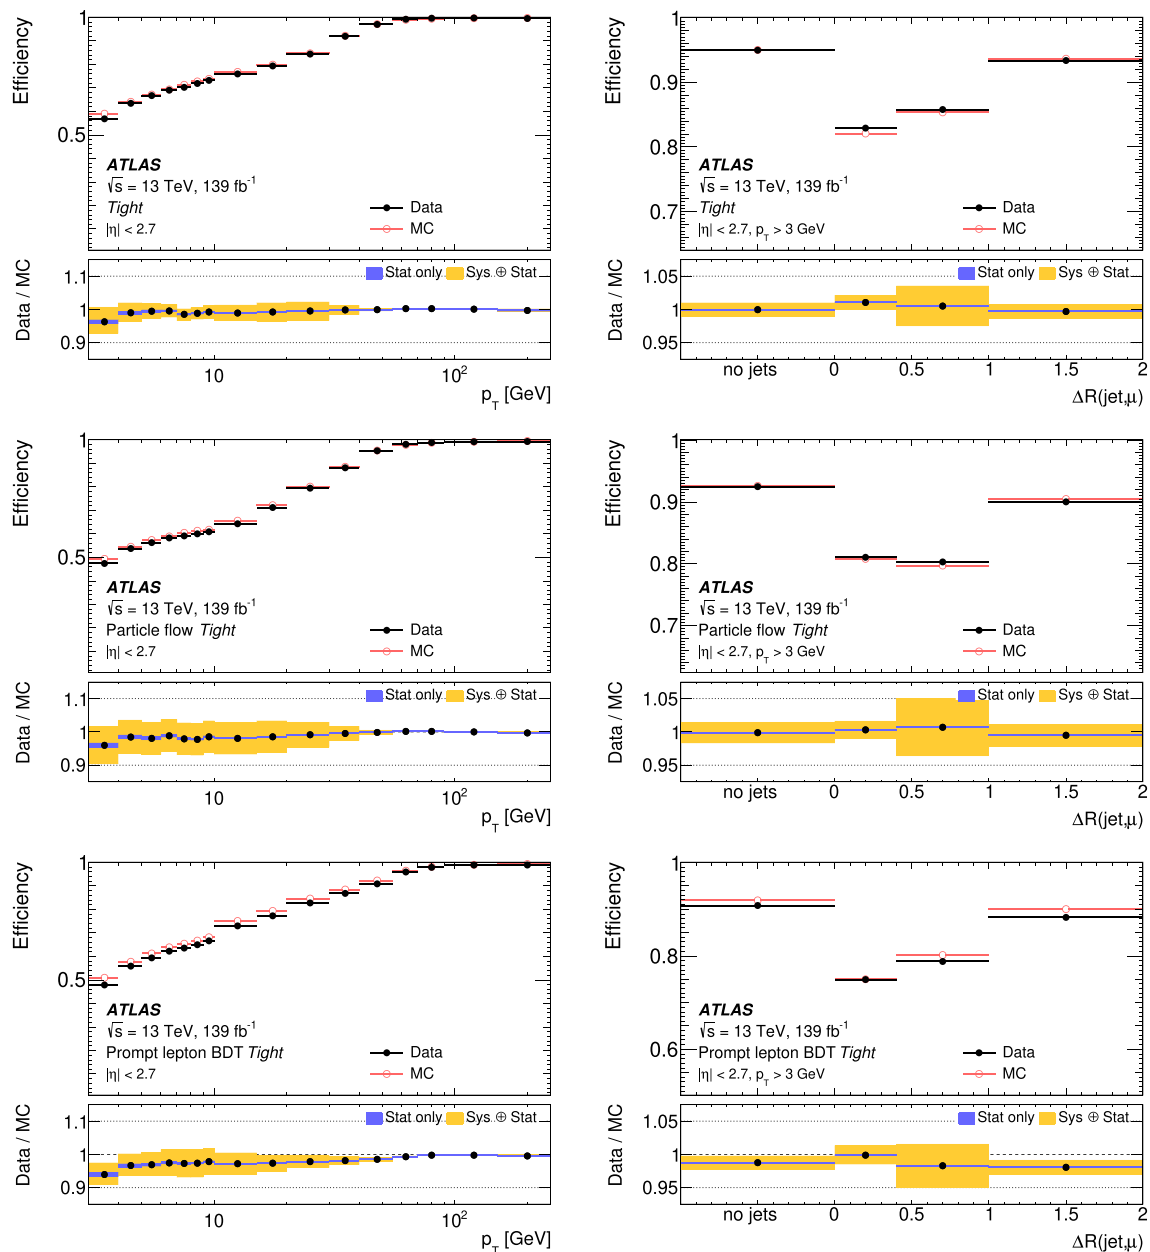 Efficiency
1
0.5
ATLAS
√s = 13 TeV, 139 fb⁻¹
Tight
|η| < 2.7
Data
MC
Data / MC
1.1
1
0.9
Stat only
Sys ⊕ Stat
10
10²
p_T [GeV]
Efficiency
1
0.9
0.8
0.7
ATLAS
√s = 13 TeV, 139 fb⁻¹
Tight
|η| < 2.7, p_T > 3 GeV
Data
MC
Data / MC
1.05
1
0.95
Stat only
Sys ⊕ Stat
no jets
0
0.5
1
1.5
2
ΔR(jet,μ)
Efficiency
1
0.5
ATLAS
√s = 13 TeV, 139 fb⁻¹
Particle flow Tight
|η| < 2.7
Data
MC
Data / MC
1.1
1
0.9
Stat only
Sys ⊕ Stat
10
10²
p_T [GeV]
Efficiency
1
0.9
0.8
0.7
ATLAS
√s = 13 TeV, 139 fb⁻¹
Particle flow Tight
|η| < 2.7, p_T > 3 GeV
Data
MC
Data / MC
1.05
1
0.95
Stat only
Sys ⊕ Stat
no jets
0
0.5
1
1.5
2
ΔR(jet,μ)
Efficiency
1
0.5
ATLAS
√s = 13 TeV, 139 fb⁻¹
Prompt lepton BDT Tight
|η| < 2.7
Data
MC
Data / MC
1.1
1
0.9
Stat only
Sys ⊕ Stat
10
10²
p_T [GeV]
Efficiency
1
0.8
0.6
ATLAS
√s = 13 TeV, 139 fb⁻¹
Prompt lepton BDT Tight
|η| < 2.7, p_T > 3 GeV
Data
MC
Data / MC
1.05
1
0.95
Stat only
Sys ⊕ Stat
no jets
0
0.5
1
1.5
2
ΔR(jet,μ)